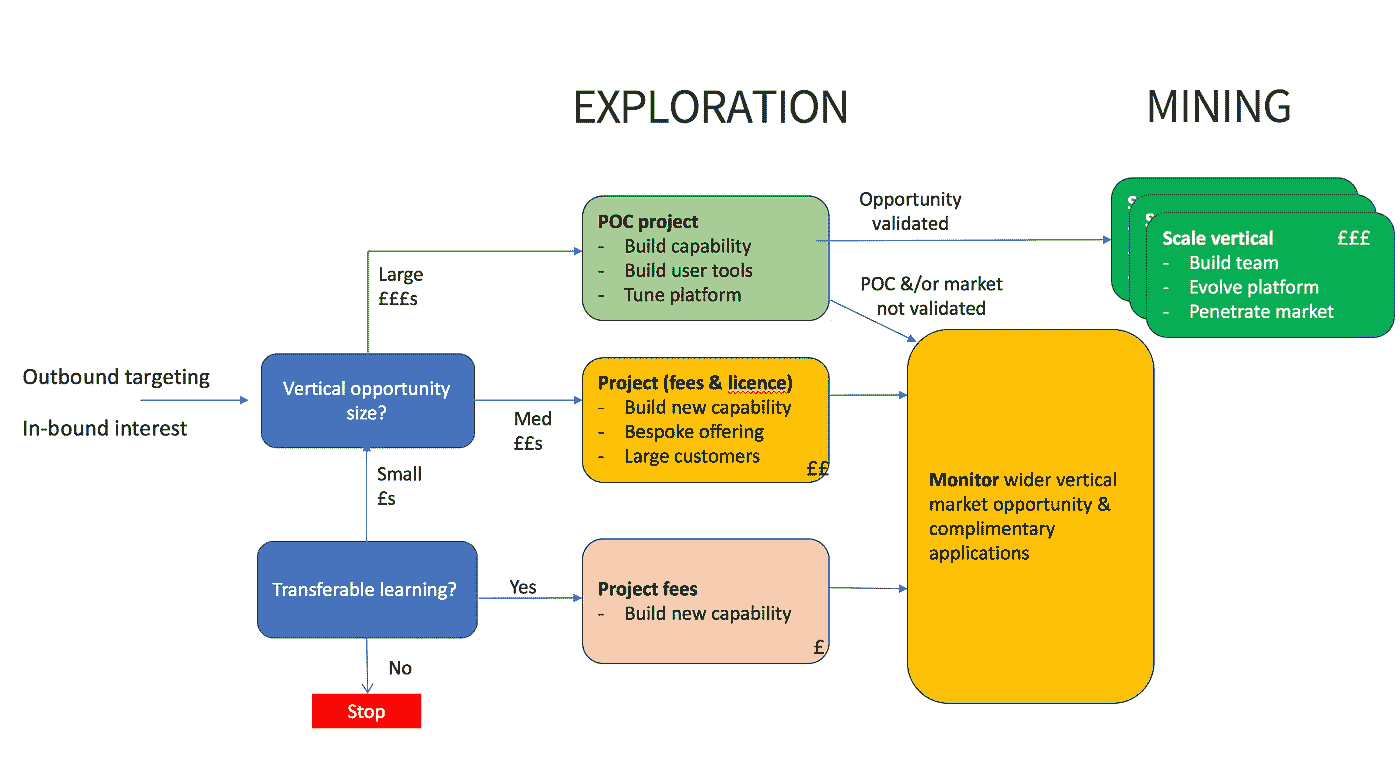 EXPLORATION
MINING
Outbound targeting
In-bound interest
Vertical opportunity
size?
Large
£££s
Med
££s
Small
£s
Transferable learning?
Yes
No
Stop
POC project
- Build capability
- Build user tools
- Tune platform
Project (fees & licence)
- Build new capability
- Bespoke offering
- Large customers
££
Project fees
- Build new capability
£
Opportunity
validated
POC &/or market
not validated
S
S
Scale vertical £££
- Build team
- Evolve platform
- Penetrate market
Monitor wider vertical
market opportunity &
complimentary
applications